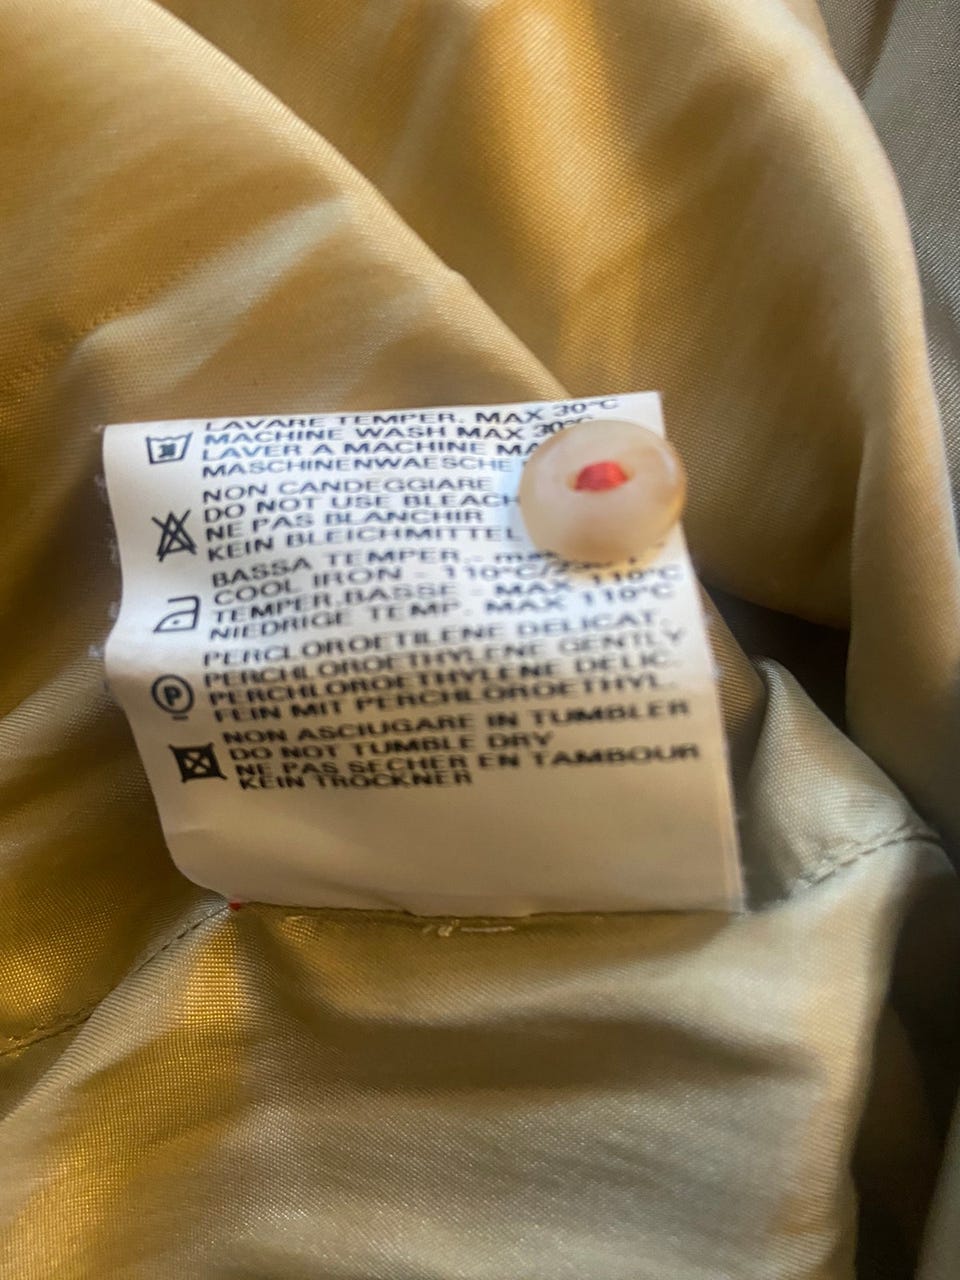 LAVARE TEMPER. MAX 30°C
MACHINE WASH MAX 30°C
LAVER A MACHINE
MASCHINENWAESCHE
NON CANDEGGIARE
DO NOT USE BLEACH
NE PAS BLANCHIR
KEIN BLEICHMITTEL
BASSA TEMPER.-
COOL IRON - 110°C/
TEMPER.BASSE - MAX 110°C
NIEDRIGE TEMP. MAX 110°C
P
PERCLOROETILENE DELICAT.
PERCHLOROETHYLENE GENTLY
PERCHLOROETHYLENE DELIC.
FEIN MIT PERCHLOROETHYL.
NON ASCIUGARE IN TUMBLER
DO NOT TUMBLE DRY
NE PAS SECHER EN TAMBOUR
KEIN TROCKNER